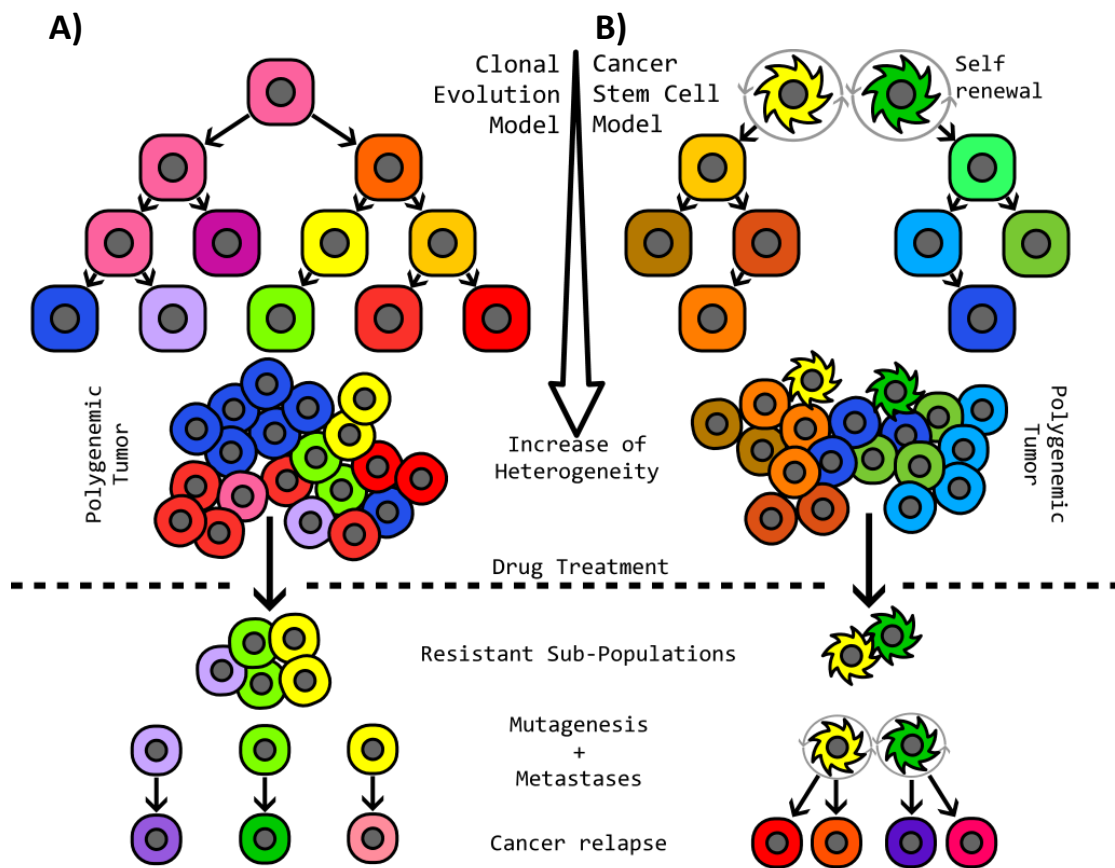 A)
Clonal
Evolution
Model
B)
Cancer
Stem Cell
Model
Self
renewal
Polygenemic
Tumor
Increase of
Heterogeneity
Polygenemic
Tumor
Drug Treatment
Resistant Sub-Populations
Mutagenesis
+
Metastases
Cancer relapse